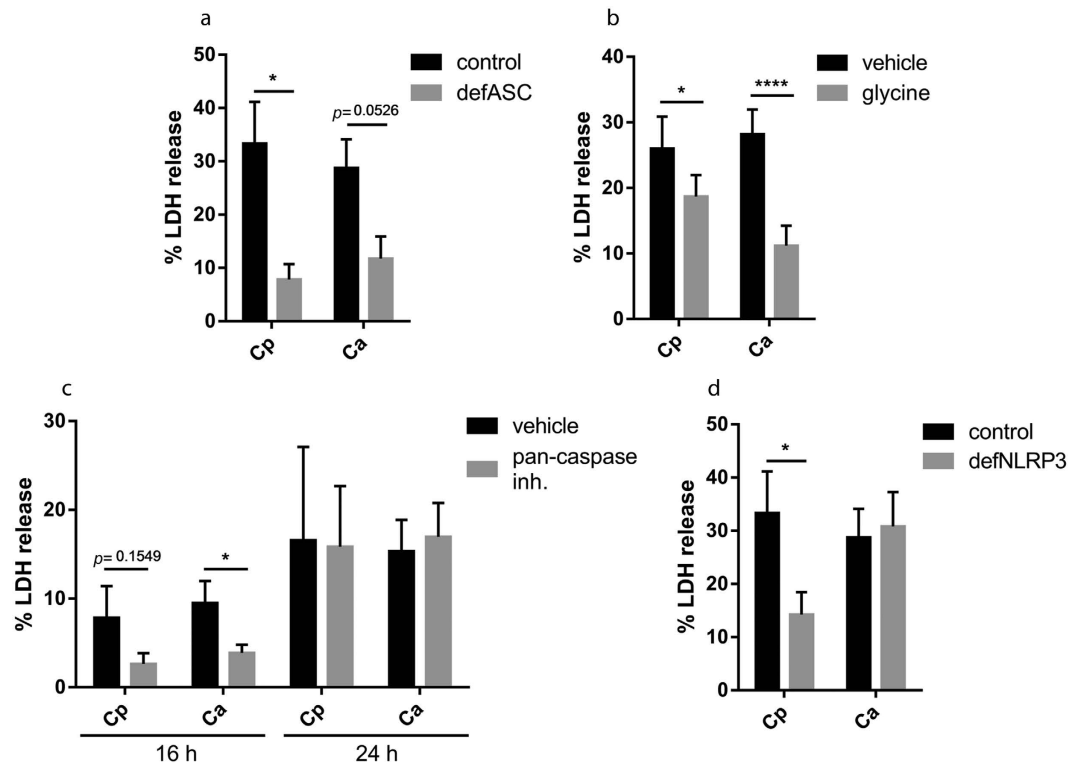 a
% LDH release
50
40
30
20
10
0
*
p= 0.0526
control
defASC
Cp
Ca
b
% LDH release
40
30
20
10
0
*
****
vehicle
glycine
Cp
Ca
c
% LDH release
30
20
10
0
p= 0.1549
*
vehicle
pan-caspase
inh.
Cp
Ca
Cp
Ca
16 h
24 h
d
% LDH release
50
40
30
20
10
0
*
control
defNLRP3
Cp
Ca